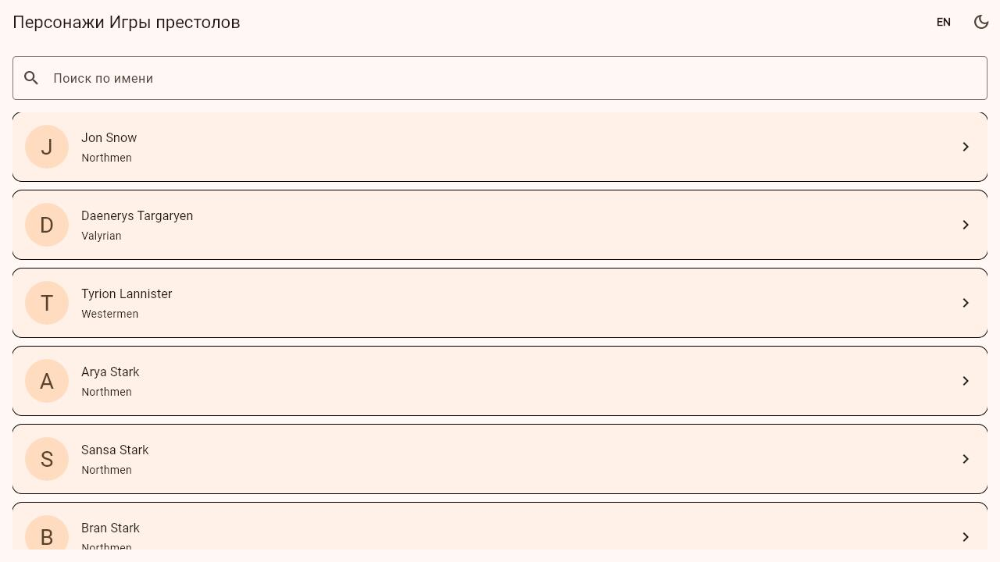 Персонажи Игры престолов
EN
Поиск по имени
J
Jon Snow
Northmen
D
Daenerys Targaryen
Valyrian
T
Tyrion Lannister
Westermen
A
Arya Stark
Northmen
S
Sansa Stark
Northmen
B
Bran Stark
Northmen